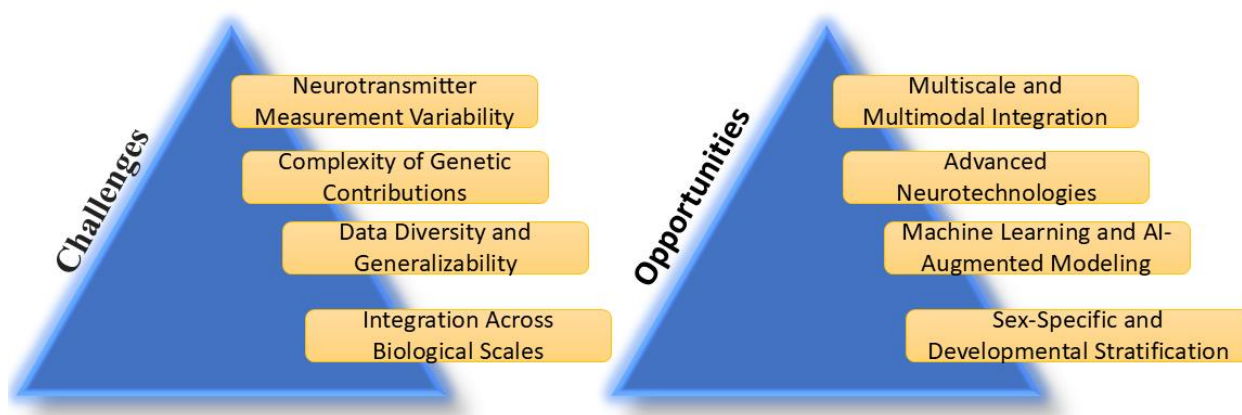 Challenges
Neurotransmitter
Measurement Variability
Complexity of Genetic
Contributions
Data Diversity and
Generalizability
Integration Across
Biological Scales
Opportunities
Multiscale and
Multimodal Integration
Advanced
Neurotechnologies
Machine Learning and AI-
Augmented Modeling
Sex-Specific and
Developmental Stratification